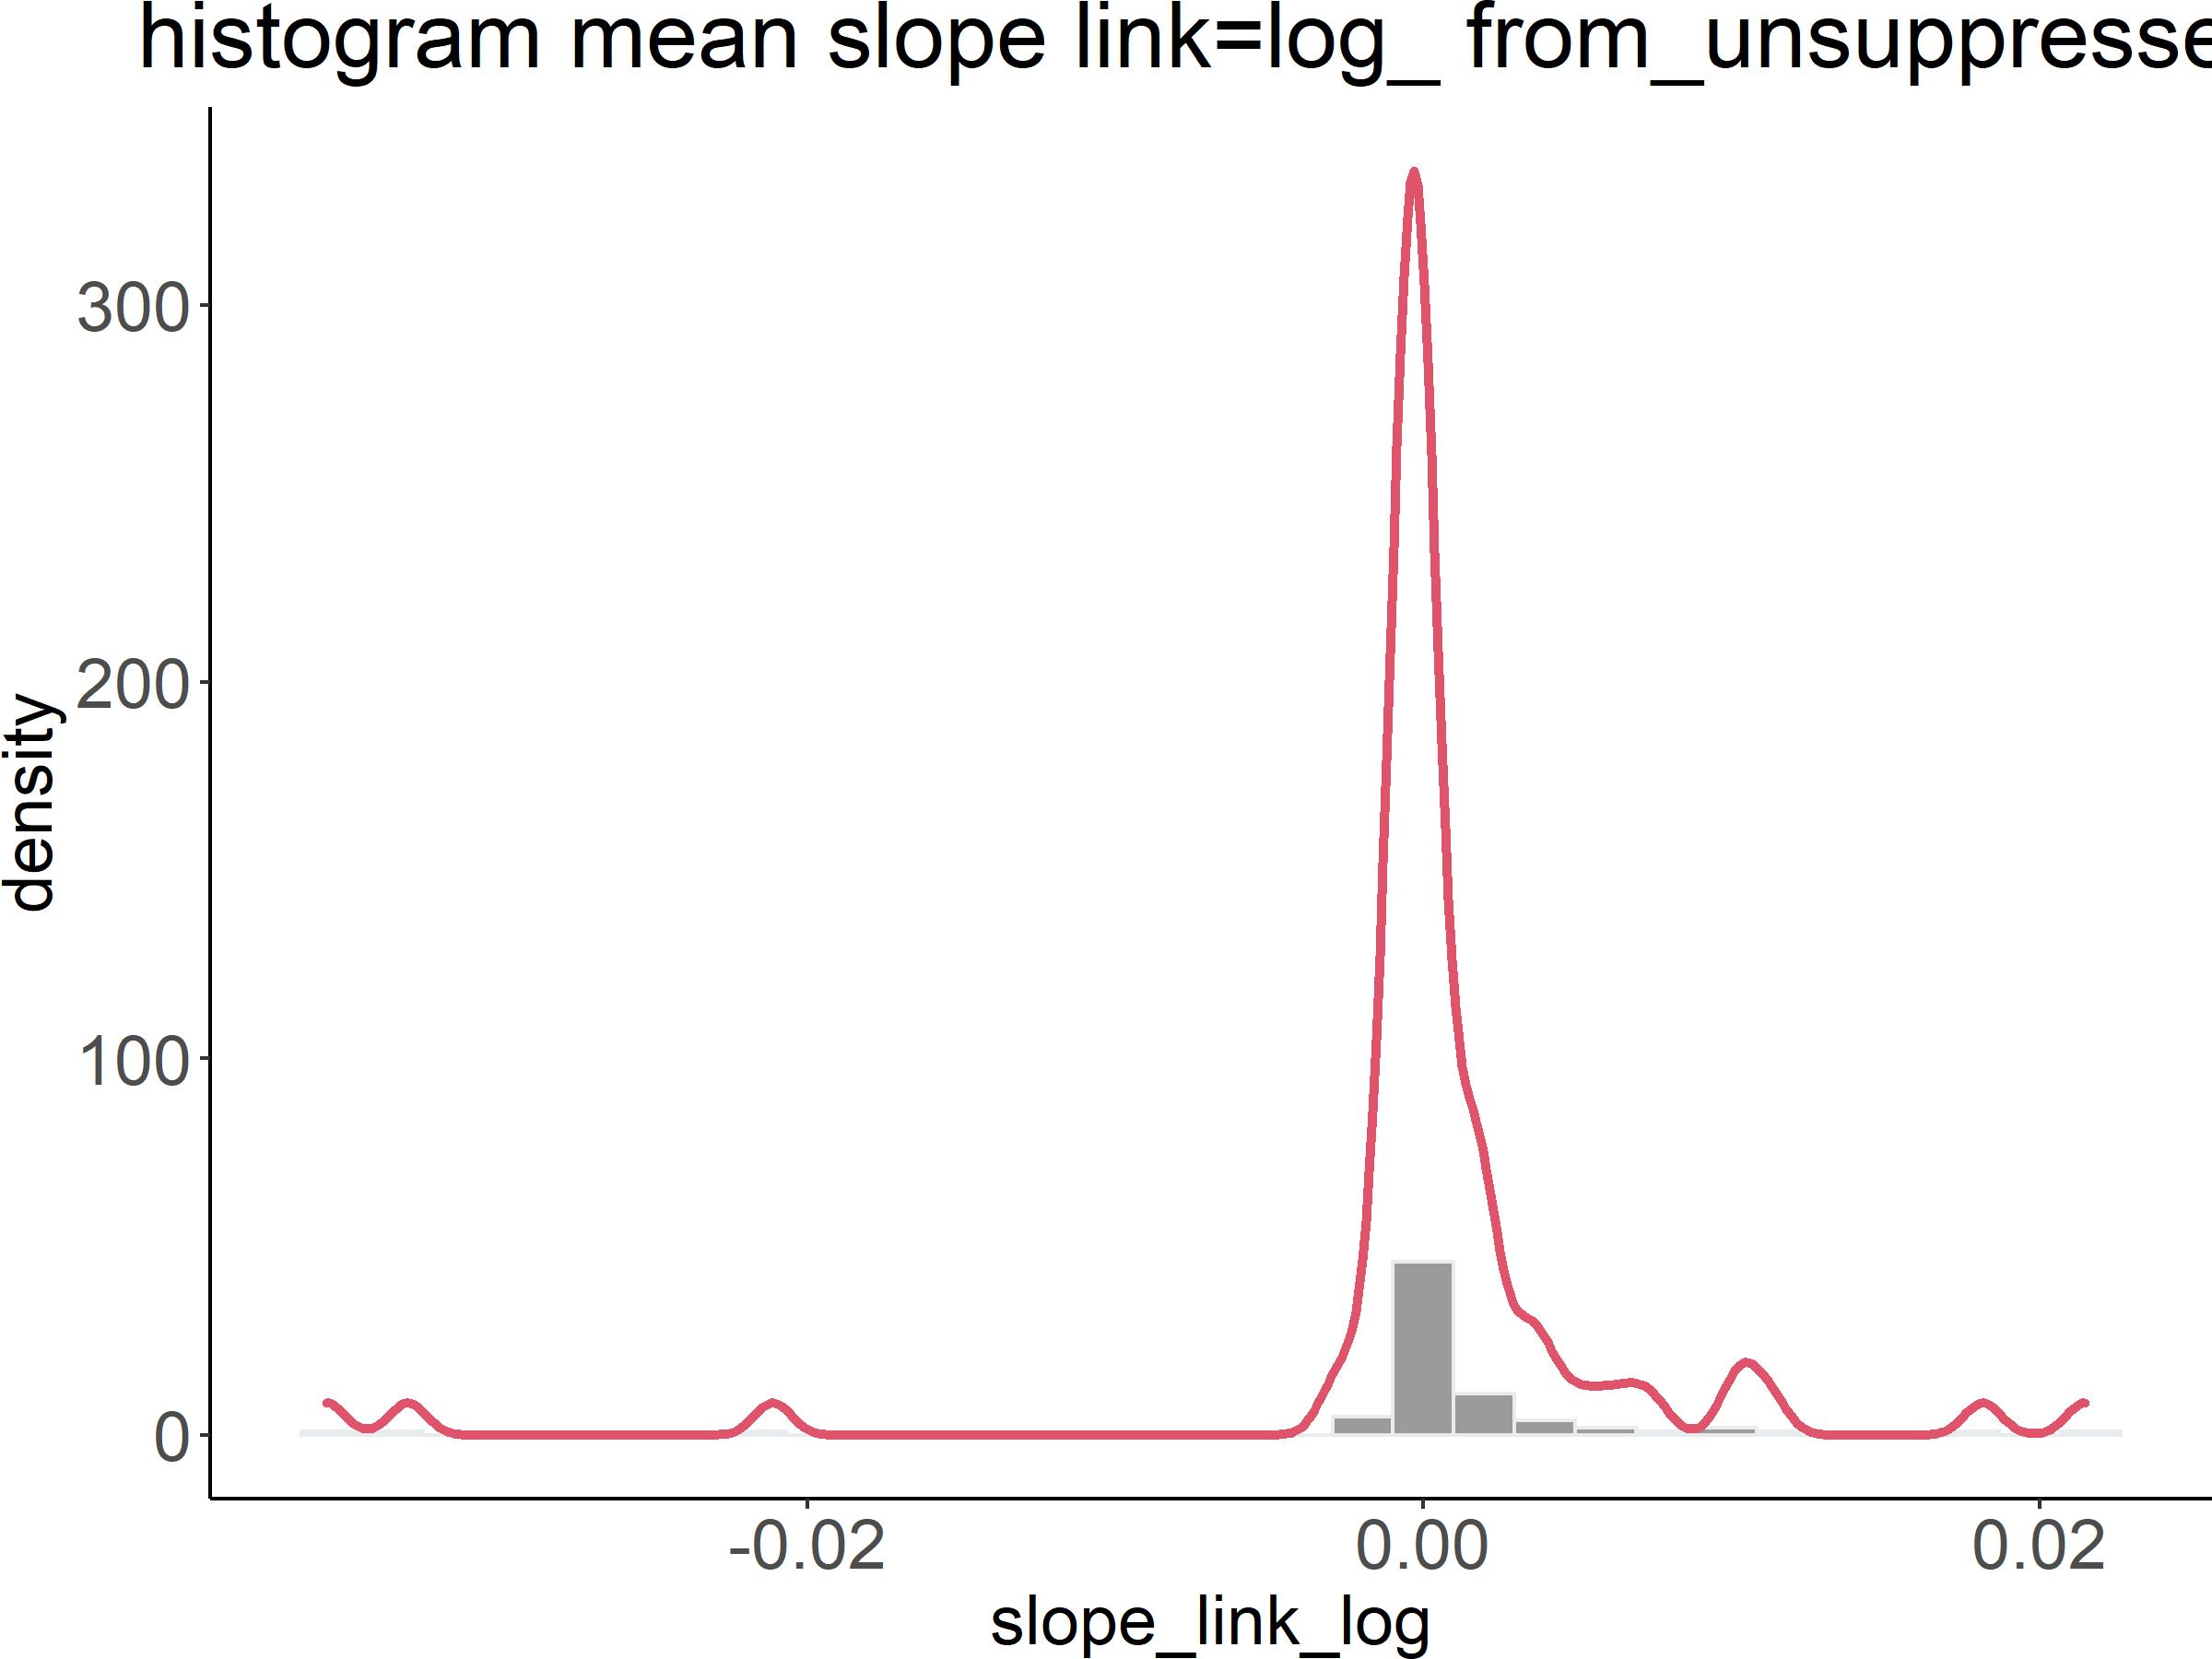 histogram mean slope link=log_ from_unsuppresse
density
300
200
100
0
-0.02 0.00 0.02
slope_link_log